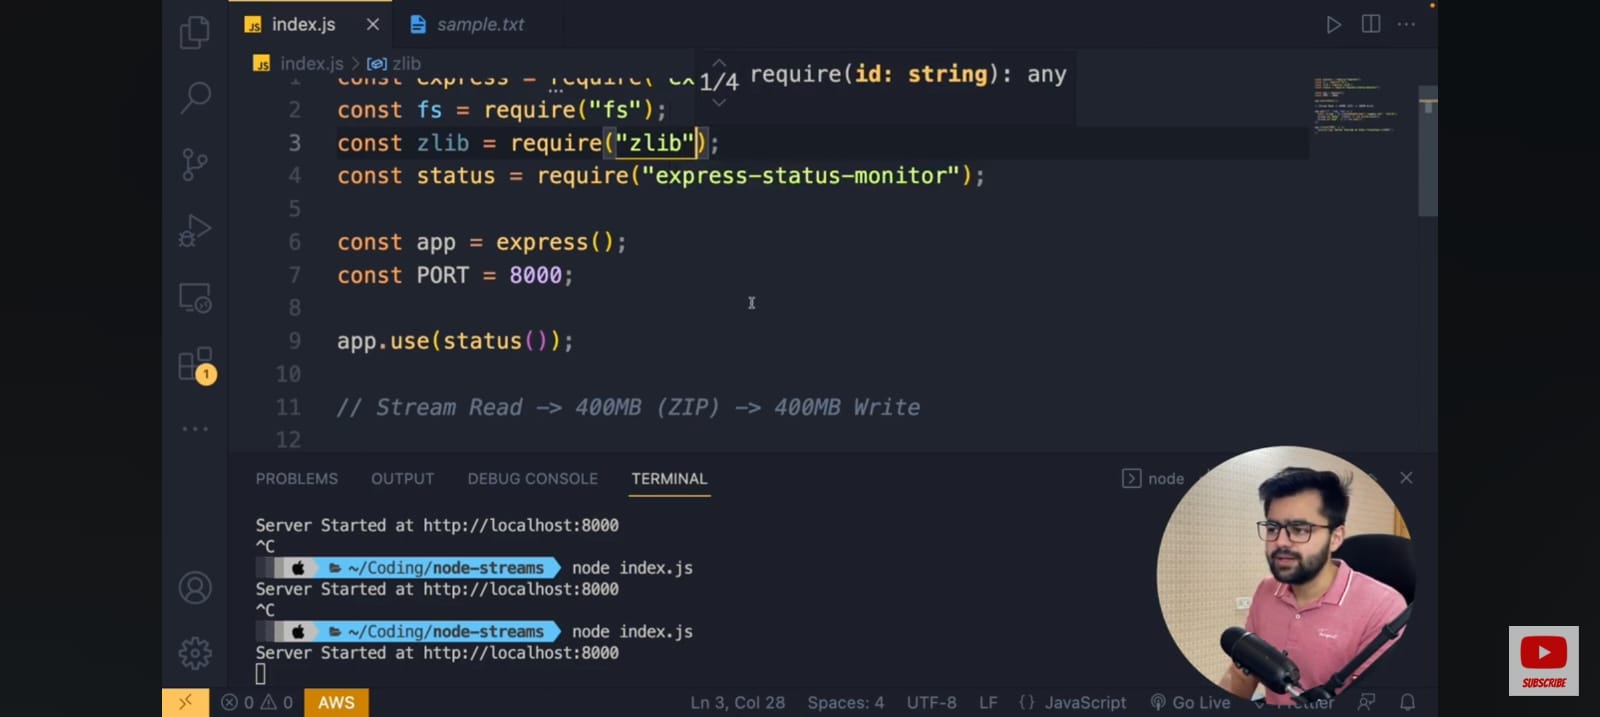 index.js
sample.txt
index.js > zlib
1/4 require(id: string): any
1 const express = require("ex
2 const fs = require("fs");
3 const zlib = require("zlib");
4 const status = require("express-status-monitor");
5
6 const app = express();
7 const PORT = 8000;
8
9 app.use(status());
10
11 // Stream Read -> 400MB (ZIP) -> 400MB Write
12
1
PROBLEMS OUTPUT DEBUG CONSOLE TERMINAL
node
Server Started at http://localhost:8000
^C
~/Coding/node-streams node index.js
Server Started at http://localhost:8000
^C
~/Coding/node-streams node index.js
Server Started at http://localhost:8000
0 0 AWS Ln 3, Col 28 Spaces: 4 UTF-8 LF {} JavaScript Go Live Prettier
SUBSCRIBE